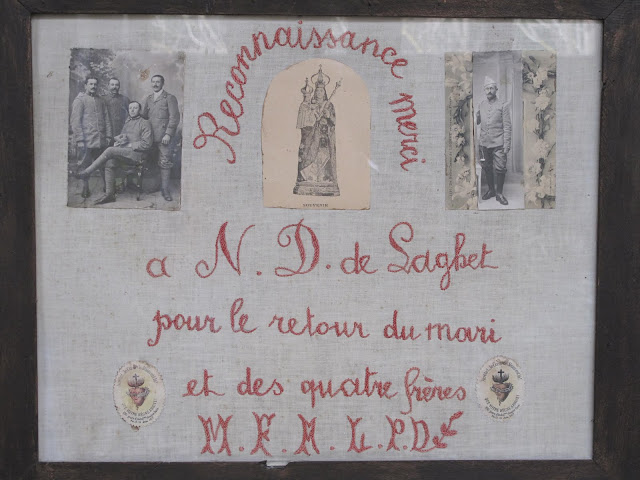 Reconnaissance merci
a N. D. de Laghet
pour le retour du mari
et des quatre frères
M. F. A. L. P. D.